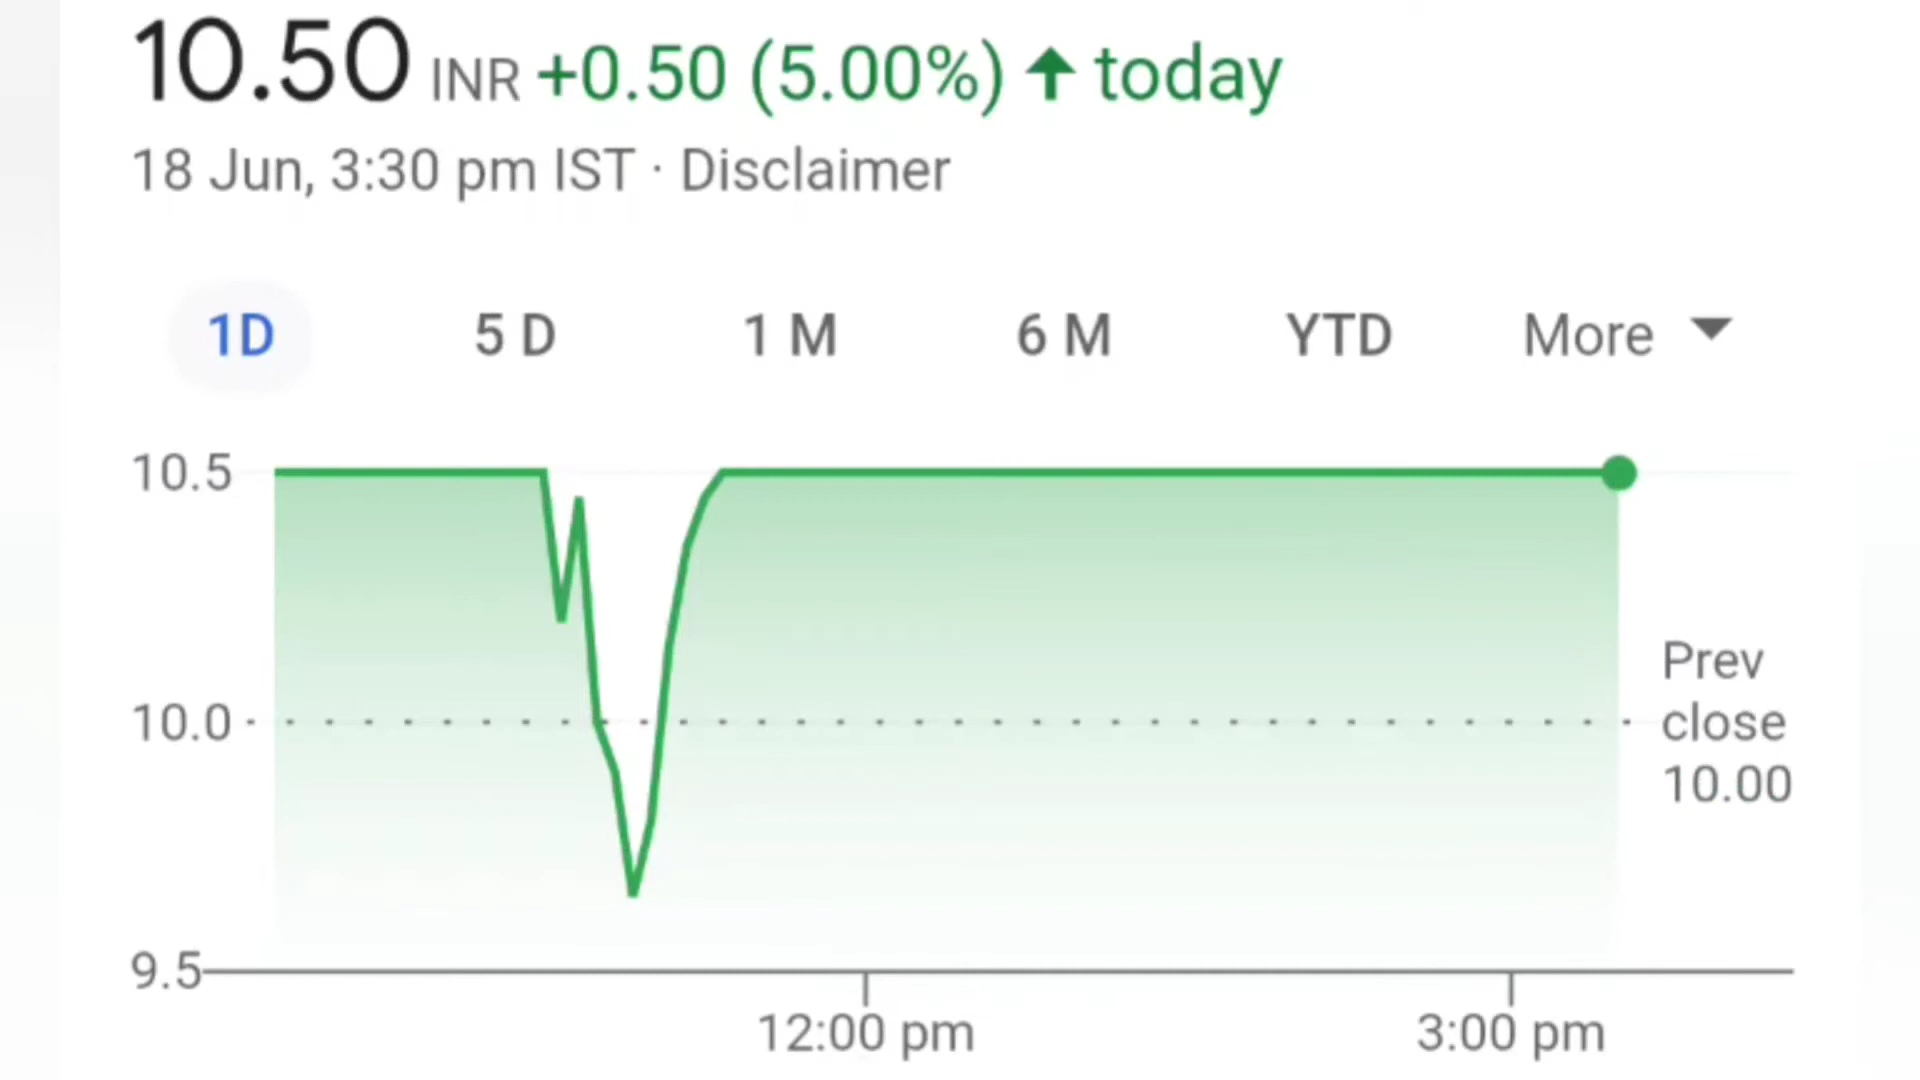 10.50 INR +0.50 (5.00%) ↑ today
18 Jun, 3:30 pm IST · Disclaimer
1D 5 D 1 M 6 M YTD More
10.5
10.0
9.5
Prev
close
10.00
12:00 pm 3:00 pm